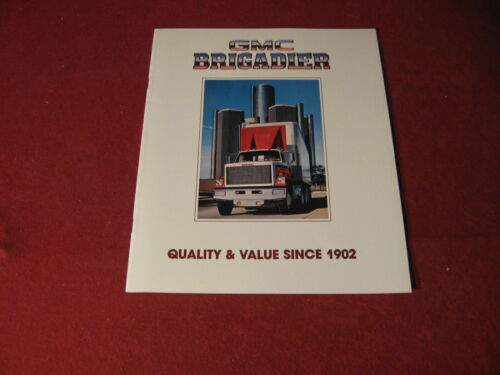 GMC
BRIGADIER
QUALITY & VALUE SINCE 1902